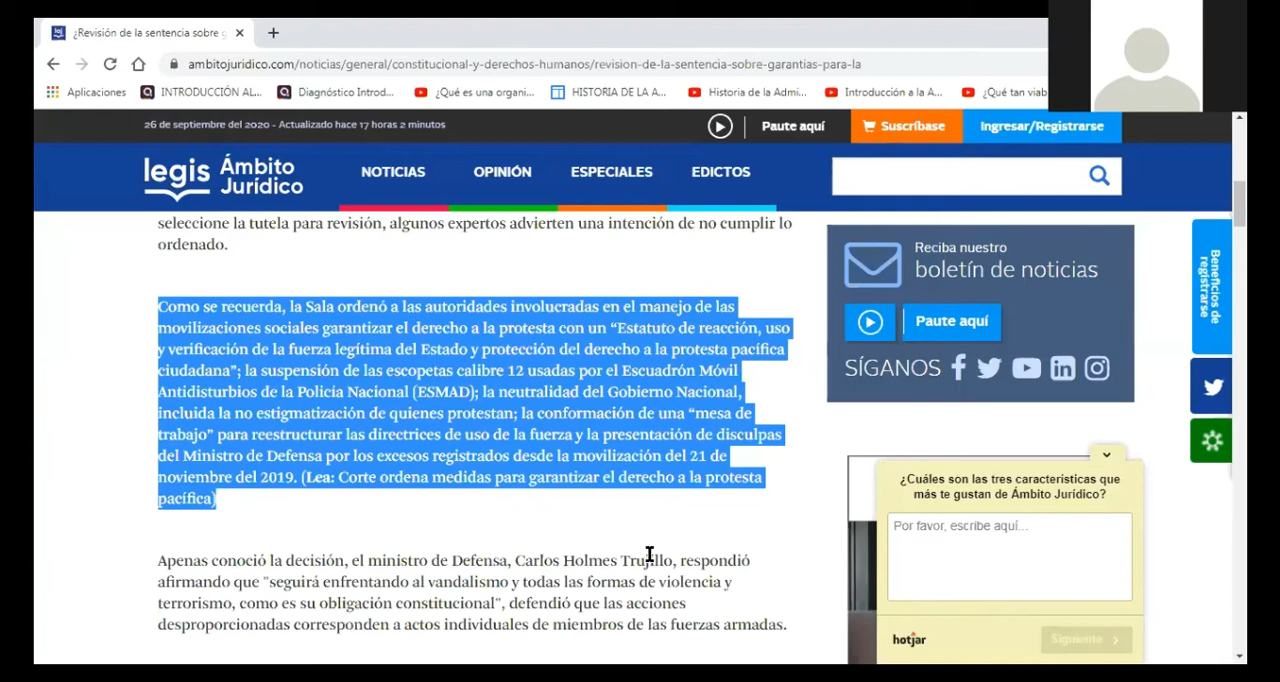 ¿Revisión de la sentencia sobre g
ambitojuridico.com/noticias/general/constitucional-y-derechos-humanos/revision-de-la-sentencia-sobre-garantias-para-la
Aplicaciones
INTRODUCCIÓN AL...
Diagnóstico Introd...
¿Qué es una organi...
HISTORIA DE LA A...
Historia de la Admi...
Introducción a la A...
¿Qué tan viab
26 de septiembre del 2020 - Actualizado hace 17 horas 2 minutos
Paute aquí
Suscríbase
Ingresar/Registrarse
legis Ámbito
Jurídico
NOTICIAS
OPINIÓN
ESPECIALES
EDICTOS
seleccione la tutela para revisión, algunos expertos advierten una intención de no cumplir lo
ordenado.
Como se recuerda, la Sala ordenó a las autoridades involucradas en el manejo de las
movilizaciones sociales garantizar el derecho a la protesta con un “Estatuto de reacción, uso
y verificación de la fuerza legítima del Estado y protección del derecho a la protesta pacífica
ciudadana”; la suspensión de las escopetas calibre 12 usadas por el Escuadrón Móvil
Antidisturbios de la Policía Nacional (ESMAD); la neutralidad del Gobierno Nacional,
incluida la no estigmatización de quienes protestan; la conformación de una “mesa de
trabajo” para reestructurar las directrices de uso de la fuerza y la presentación de disculpas
del Ministro de Defensa por los excesos registrados desde la movilización del 21 de
noviembre del 2019. (Lea: Corte ordena medidas para garantizar el derecho a la protesta
pacífica)
Apenas conoció la decisión, el ministro de Defensa, Carlos Holmes Trujillo, respondió
afirmando que "seguirá enfrentando al vandalismo y todas las formas de violencia y
terrorismo, como es su obligación constitucional", defendió que las acciones
desproporcionadas corresponden a actos individuales de miembros de las fuerzas armadas.
Reciba nuestro
boletín de noticias
Paute aquí
SÍGANOS
Beneficios de
registrarse
¿Cuáles son las tres características que
más te gustan de Ámbito Jurídico?
Por favor, escribe aquí...
hotjar
Siguiente